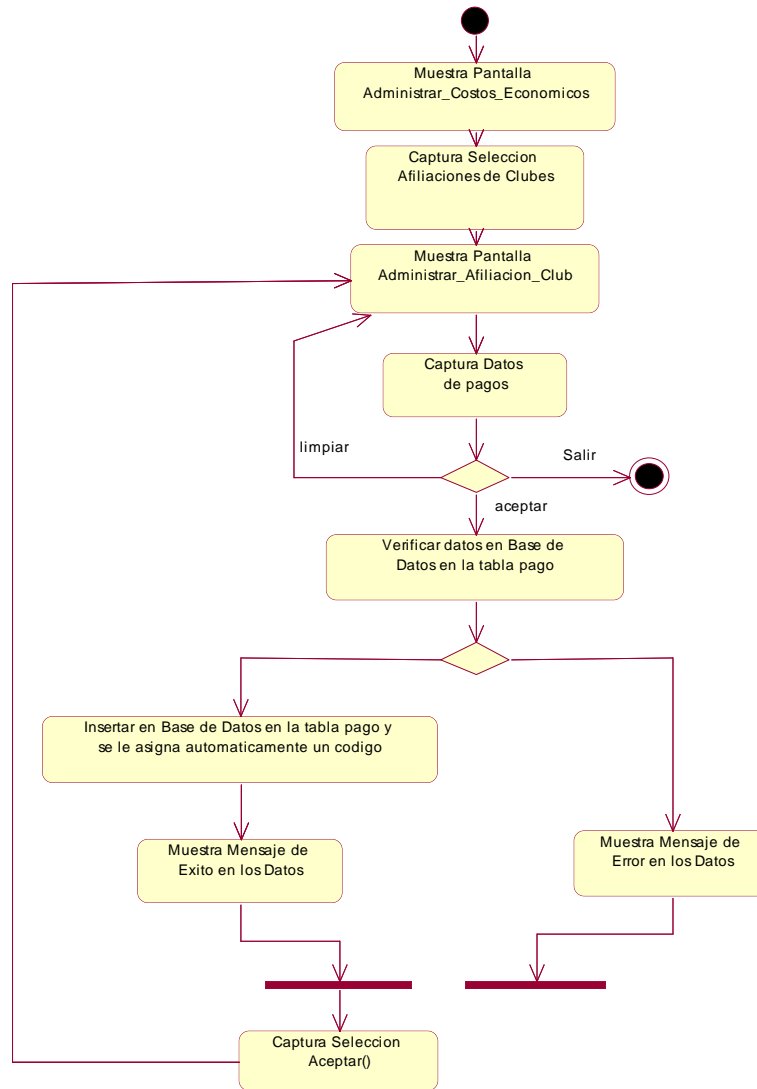 Muestra Pantalla
Administrar_Costos_Economicos
Captura Seleccion
Afiliaciones de Clubes
Muestra Pantalla
Administrar_Afiliacion_Club
Captura Datos
de pagos
limpiar
Salir
aceptar
Verificar datos en Base de
Datos en la tabla pago
Insertar en Base de Datos en la tabla pago y
se le asigna automaticamente un codigo
Muestra Mensaje de
Exito en los Datos
Muestra Mensaje de
Error en los Datos
Captura Seleccion
Aceptar()